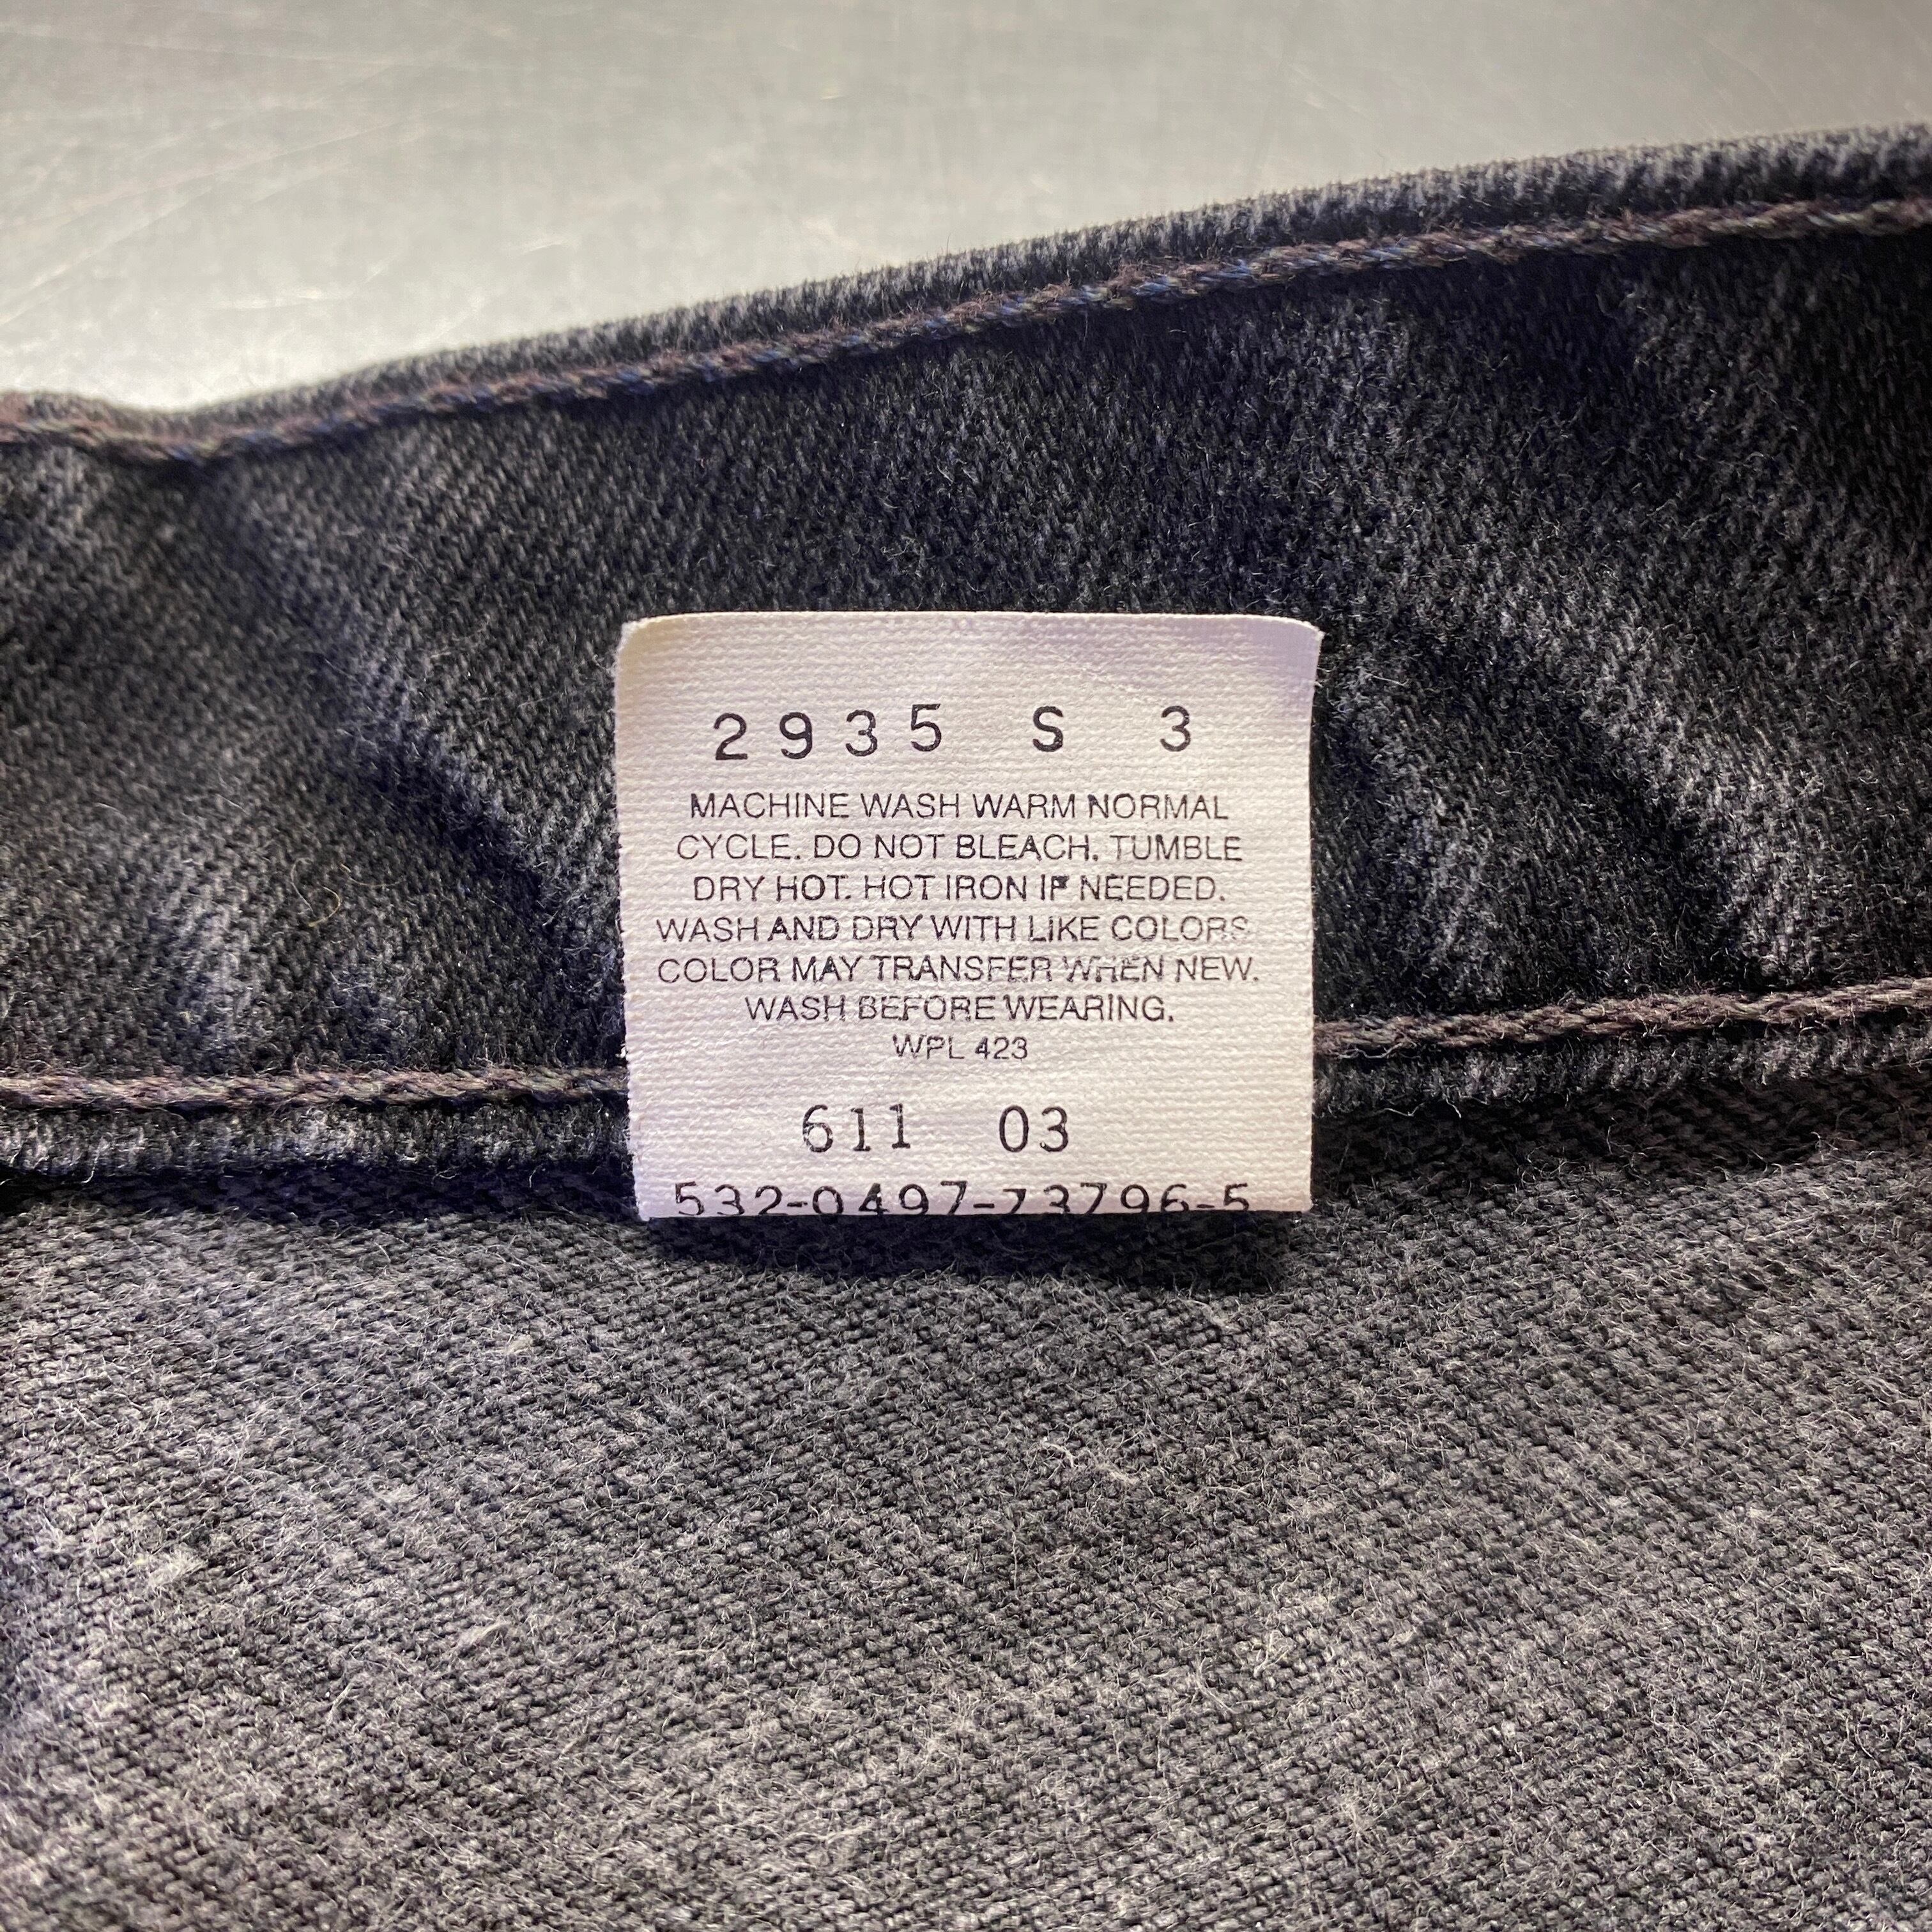 2935 S 3
MACHINE WASH WARM NORMAL
CYCLE. DO NOT BLEACH. TUMBLE
DRY HOT. HOT IRON IF NEEDED.
WASH AND DRY WITH LIKE COLORS.
COLOR MAY TRANSFER WHEN NEW.
WASH BEFORE WEARING.
WPL 423
611 03
532-0497-73796-5